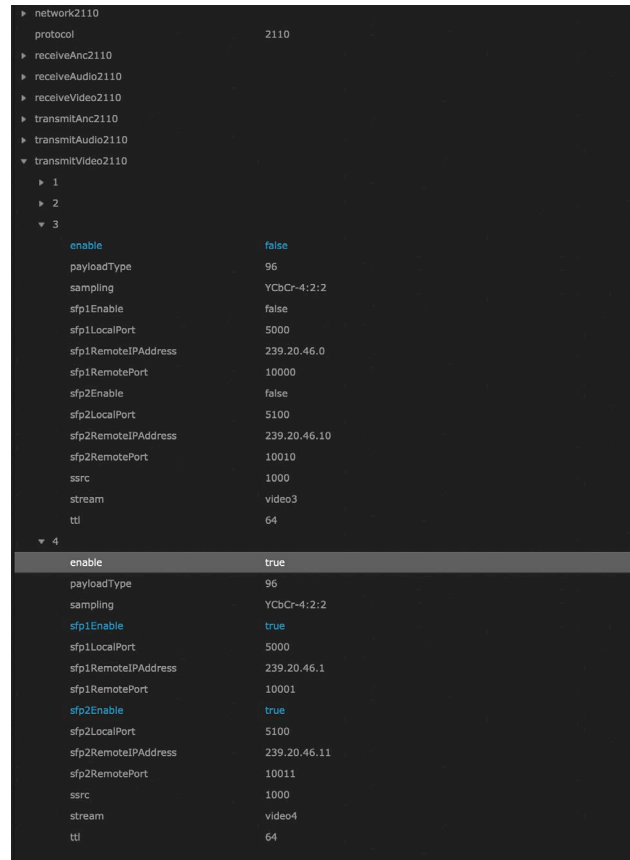 network2110
protocol 2110
receiveAnc2110
receiveAudio2110
receiveVideo2110
transmitAnc2110
transmitAudio2110
transmitVideo2110
1
2
3
enable false
payloadType 96
sampling YCbCr-4:2:2
sfp1Enable false
sfp1LocalPort 5000
sfp1RemoteIPAddress 239.20.46.0
sfp1RemotePort 10000
sfp2Enable false
sfp2LocalPort 5100
sfp2RemoteIPAddress 239.20.46.10
sfp2RemotePort 10010
ssrc 1000
stream video3
ttl 64
4
enable true
payloadType 96
sampling YCbCr-4:2:2
sfp1Enable true
sfp1LocalPort 5000
sfp1RemoteIPAddress 239.20.46.1
sfp1RemotePort 10001
sfp2Enable true
sfp2LocalPort 5100
sfp2RemoteIPAddress 239.20.46.11
sfp2RemotePort 10011
ssrc 1000
stream video4
ttl 64